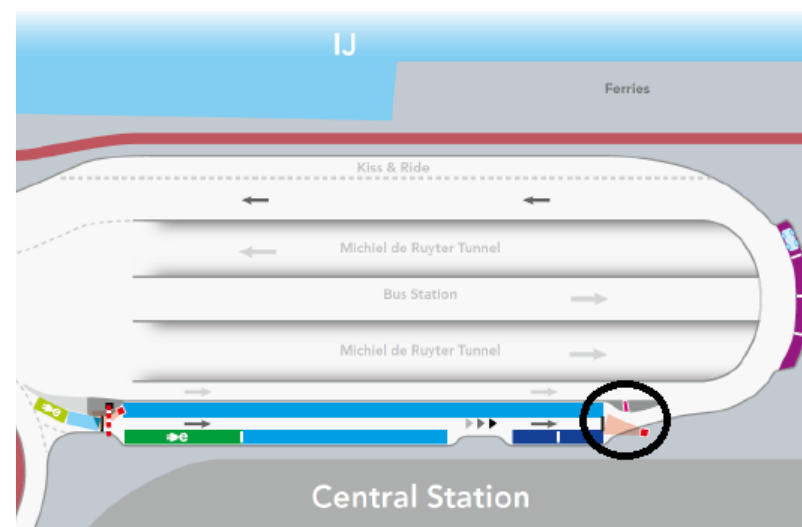 IJ
Ferries
Kiss & Ride
Michiel de Ruyter Tunnel
Bus Station
Michiel de Ruyter Tunnel
e
e
Central Station